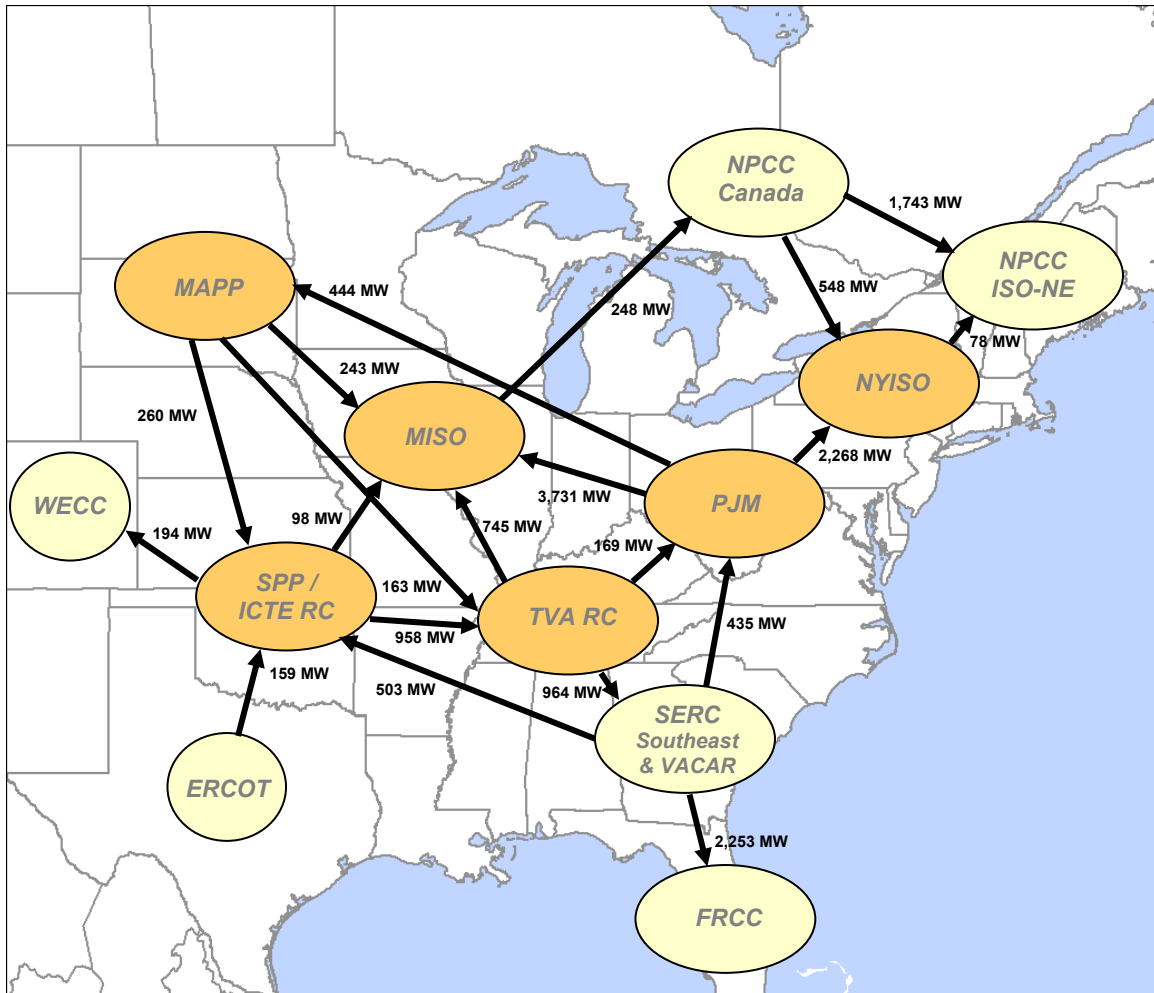 NPCC
Canada
1,743 MW
NPCC
ISO-NE
MAPP
444 MW
248 MW
548 MW
78 MW
243 MW
NYISO
260 MW
MISO
2,268 MW
WECC
3,731 MW
PJM
194 MW
98 MW
745 MW
169 MW
SPP /
ICTE RC
163 MW
TVA RC
958 MW
435 MW
159 MW
503 MW
964 MW
SERC
Southeast
& VACAR
ERCOT
2,253 MW
FRCC